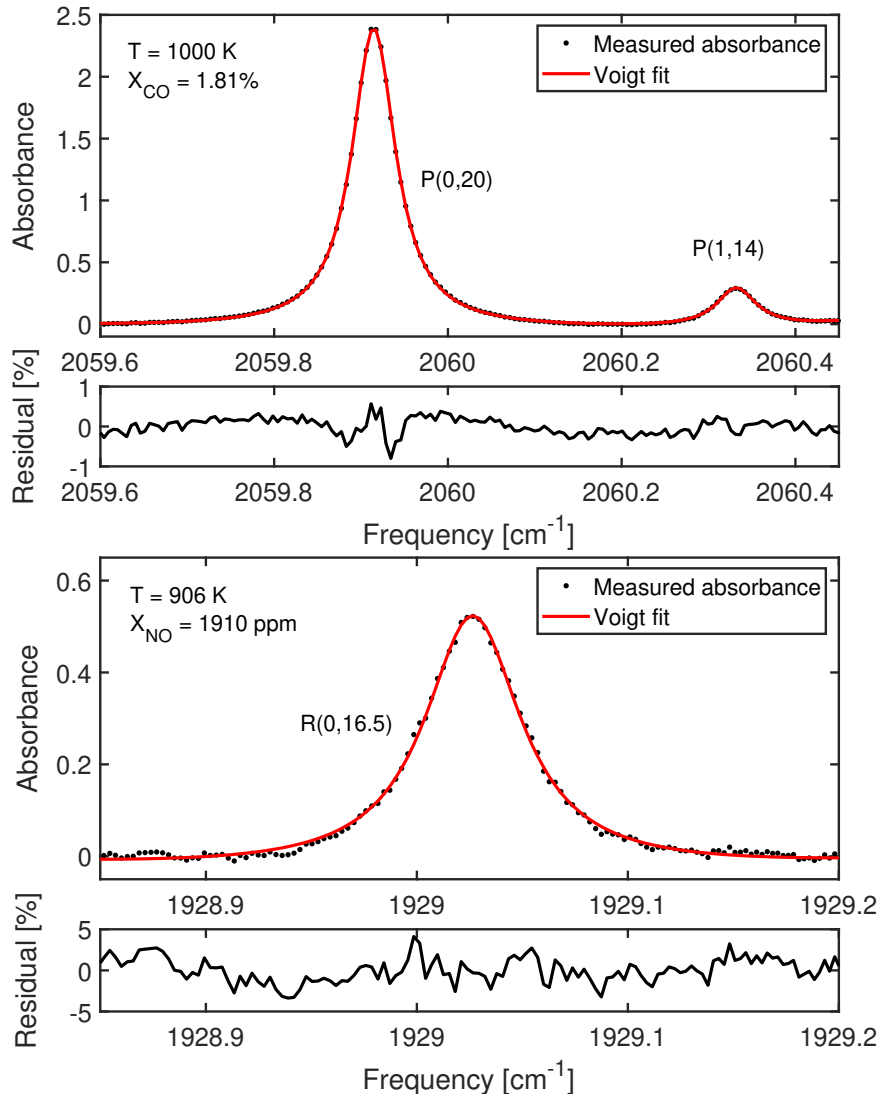 2.5
2
1.5
1
0.5
0
Absorbance
T = 1000 K
X_CO = 1.81%
Measured absorbance
Voigt fit
P(0,20)
P(1,14)
2059.6 2059.8 2060 2060.2 2060.4
1
0
-1
Residual [%]
2059.6 2059.8 2060 2060.2 2060.4
Frequency [cm⁻¹]
0.6
0.4
0.2
0
Absorbance
T = 906 K
X_NO = 1910 ppm
Measured absorbance
Voigt fit
R(0,16.5)
1928.9 1929 1929.1 1929.2
5
0
-5
Residual [%]
1928.9 1929 1929.1 1929.2
Frequency [cm⁻¹]